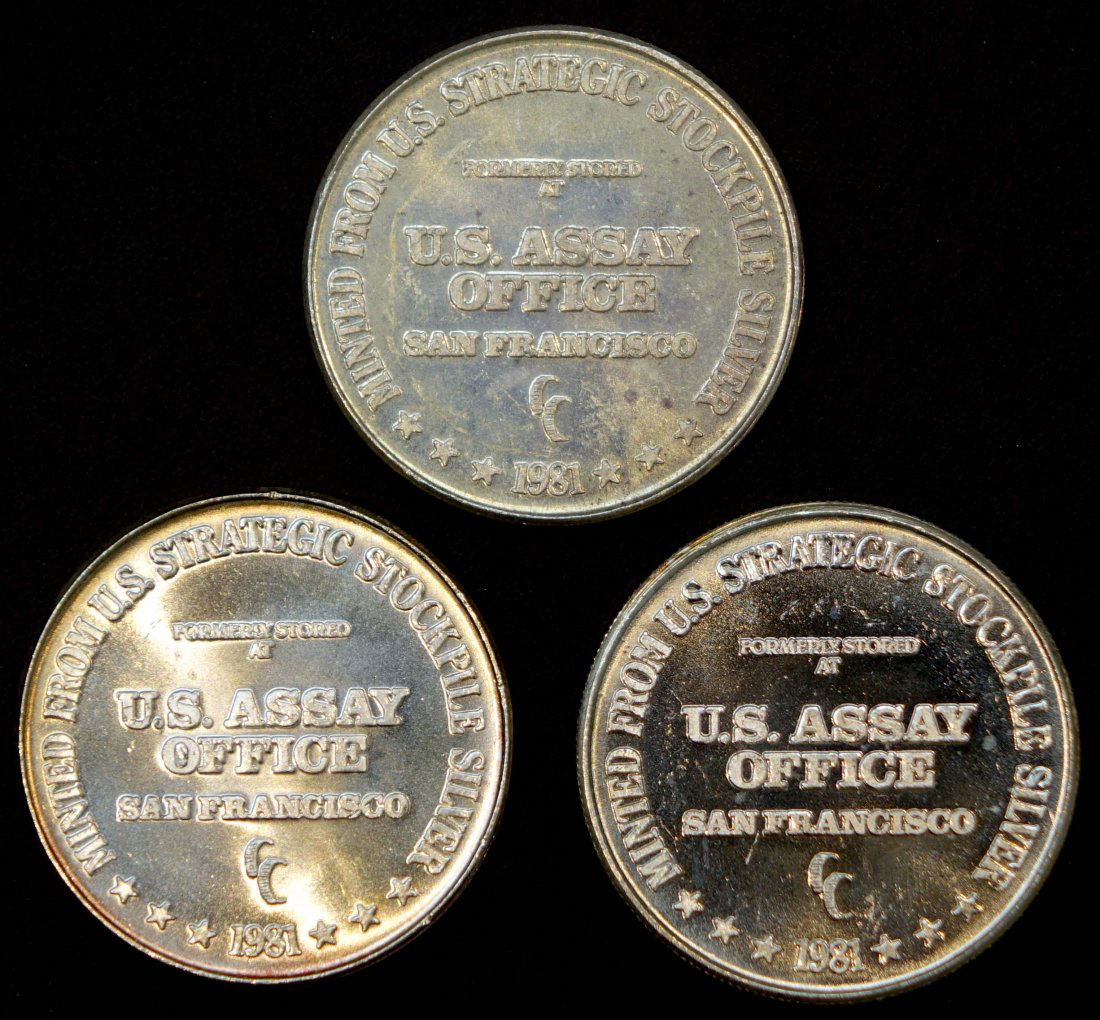 MINTED FROM U.S. STRATEGIC STOCKPILE SILVER
FORMERLY STORED
AT
U.S. ASSAY
OFFICE
SAN FRANCISCO
CC
1981
MINTED FROM U.S. STRATEGIC STOCKPILE SILVER
FORMERLY STORED
AT
U.S. ASSAY
OFFICE
SAN FRANCISCO
CC
1981
MINTED FROM U.S. STRATEGIC STOCKPILE SILVER
FORMERLY STORED
AT
U.S. ASSAY
OFFICE
SAN FRANCISCO
CC
1981